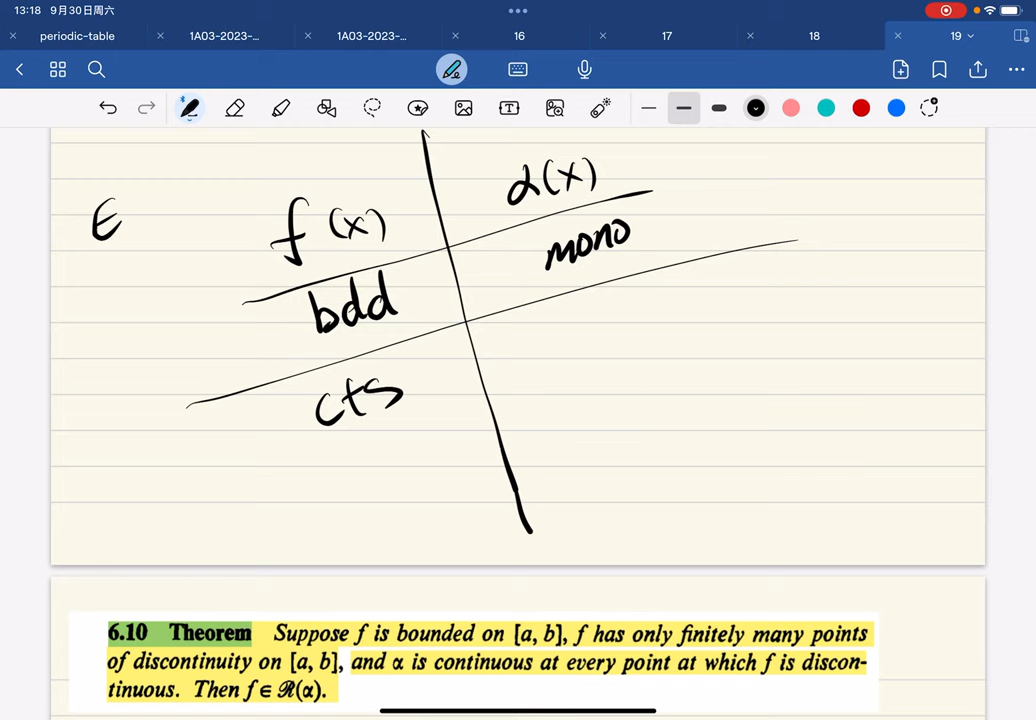 13:18 9月30日周六
periodic-table
1A03-2023-...
1A03-2023-...
16
17
18
19
E
f(x)
α(x)
bdd
mono
cts
6.10 Theorem Suppose f is bounded on [a, b], f has only finitely many points
of discontinuity on [a, b], and α is continuous at every point at which f is discon-
tinuous. Then f ∈ ℛ(α).